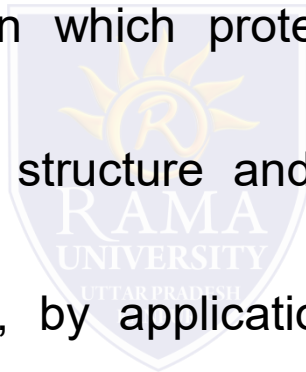 n which prote
structure and
, by applicatio
RAMA
UNIVERSITY
UTTAR PRADESH